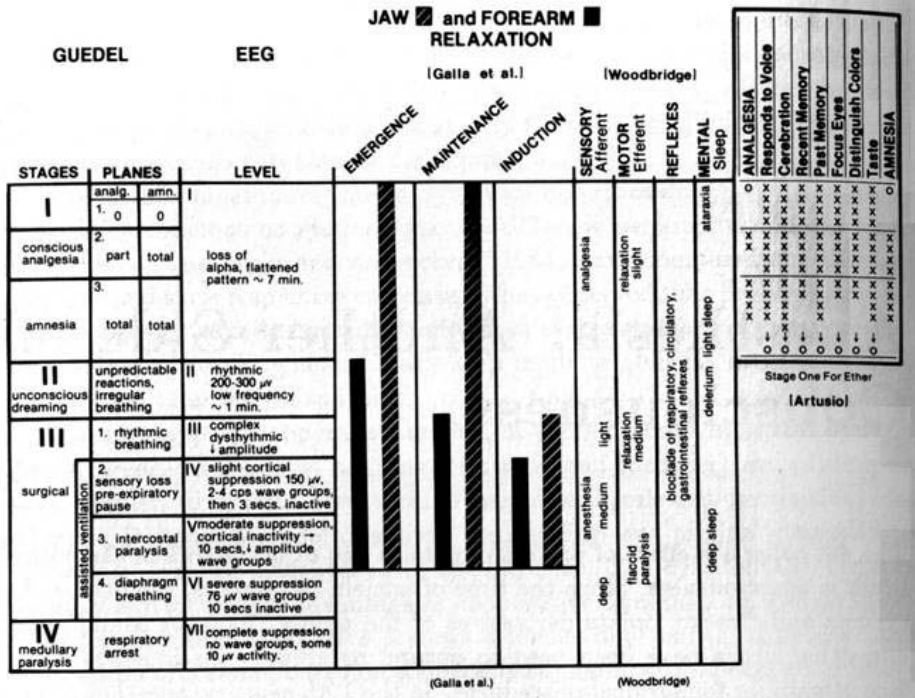 JAW and FOREARM
RELAXATION
GUEDEL
EEG
[Galla et al.]
[Woodbridge]
EMERGENCE
MAINTENANCE
INDUCTION
SENSORY
Afferent
MOTOR
Efferent
REFLEXES
MENTAL
Sleep
ANALGESIA
Responds to Voice
Cerebration
Recent Memory
Past Memory
Focus Eyes
Distinguish Colors
Taste
AMNESIA
STAGES
PLANES
LEVEL
I
analg. amn.
1. 0 0
I
conscious
analgesia
2.
part total
loss of
alpha, flattened
pattern ~ 7 min.
amnesia
3.
total total
II
unconscious
dreaming
unpredictable
reactions,
irregular
breathing
II rhythmic
200-300 μv
low frequency
~ 1 min.
III
surgical
1. rhythmic
breathing
III complex
dysthythmic
↓ amplitude
assisted ventilation
2.
sensory loss
pre-expiratory
pause
IV slight cortical
suppression 150 μv,
2-4 cps wave groups,
then 3 secs. inactive
3. intercostal
paralysis
V moderate suppression,
cortical inactivity →
10 secs, ↓ amplitude
wave groups
4. diaphragm
breathing
VI severe suppression
76 μv wave groups
10 secs inactive
IV
medullary
paralysis
respiratory
arrest
VII complete suppression
no wave groups, some
10 μv activity.
analgesia
anesthesia
light
medium
deep
relaxation
slight
relaxation
medium
flaccid
paralysis
blockade of respiratory, circulatory,
gastrointestinal reflexes
ataraxia
light sleep
delerium
deep sleep
Stage One For Ether
[Artusio]
(Galla et al.)
(Woodbridge)